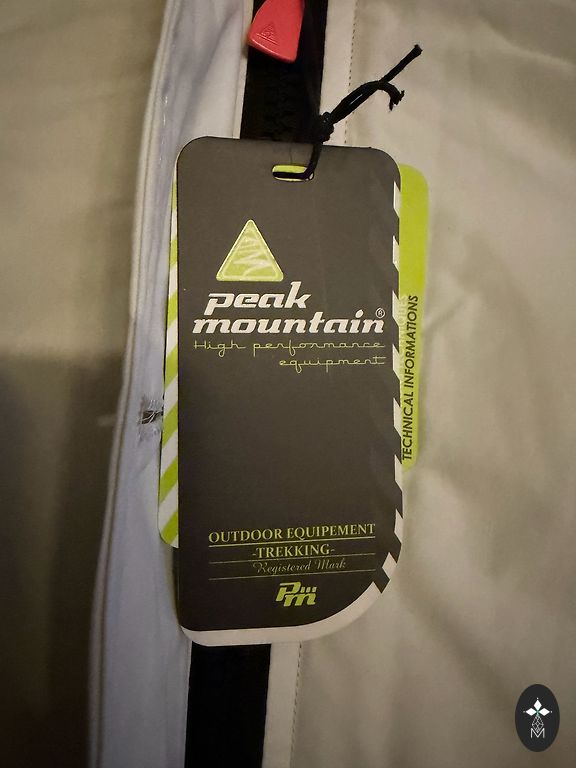 peak
mountain®
High performance
equipment
OUTDOOR EQUIPEMENT
-TREKKING-
Registered Mark
Pm
TECHNICAL INFORMATIONS
M